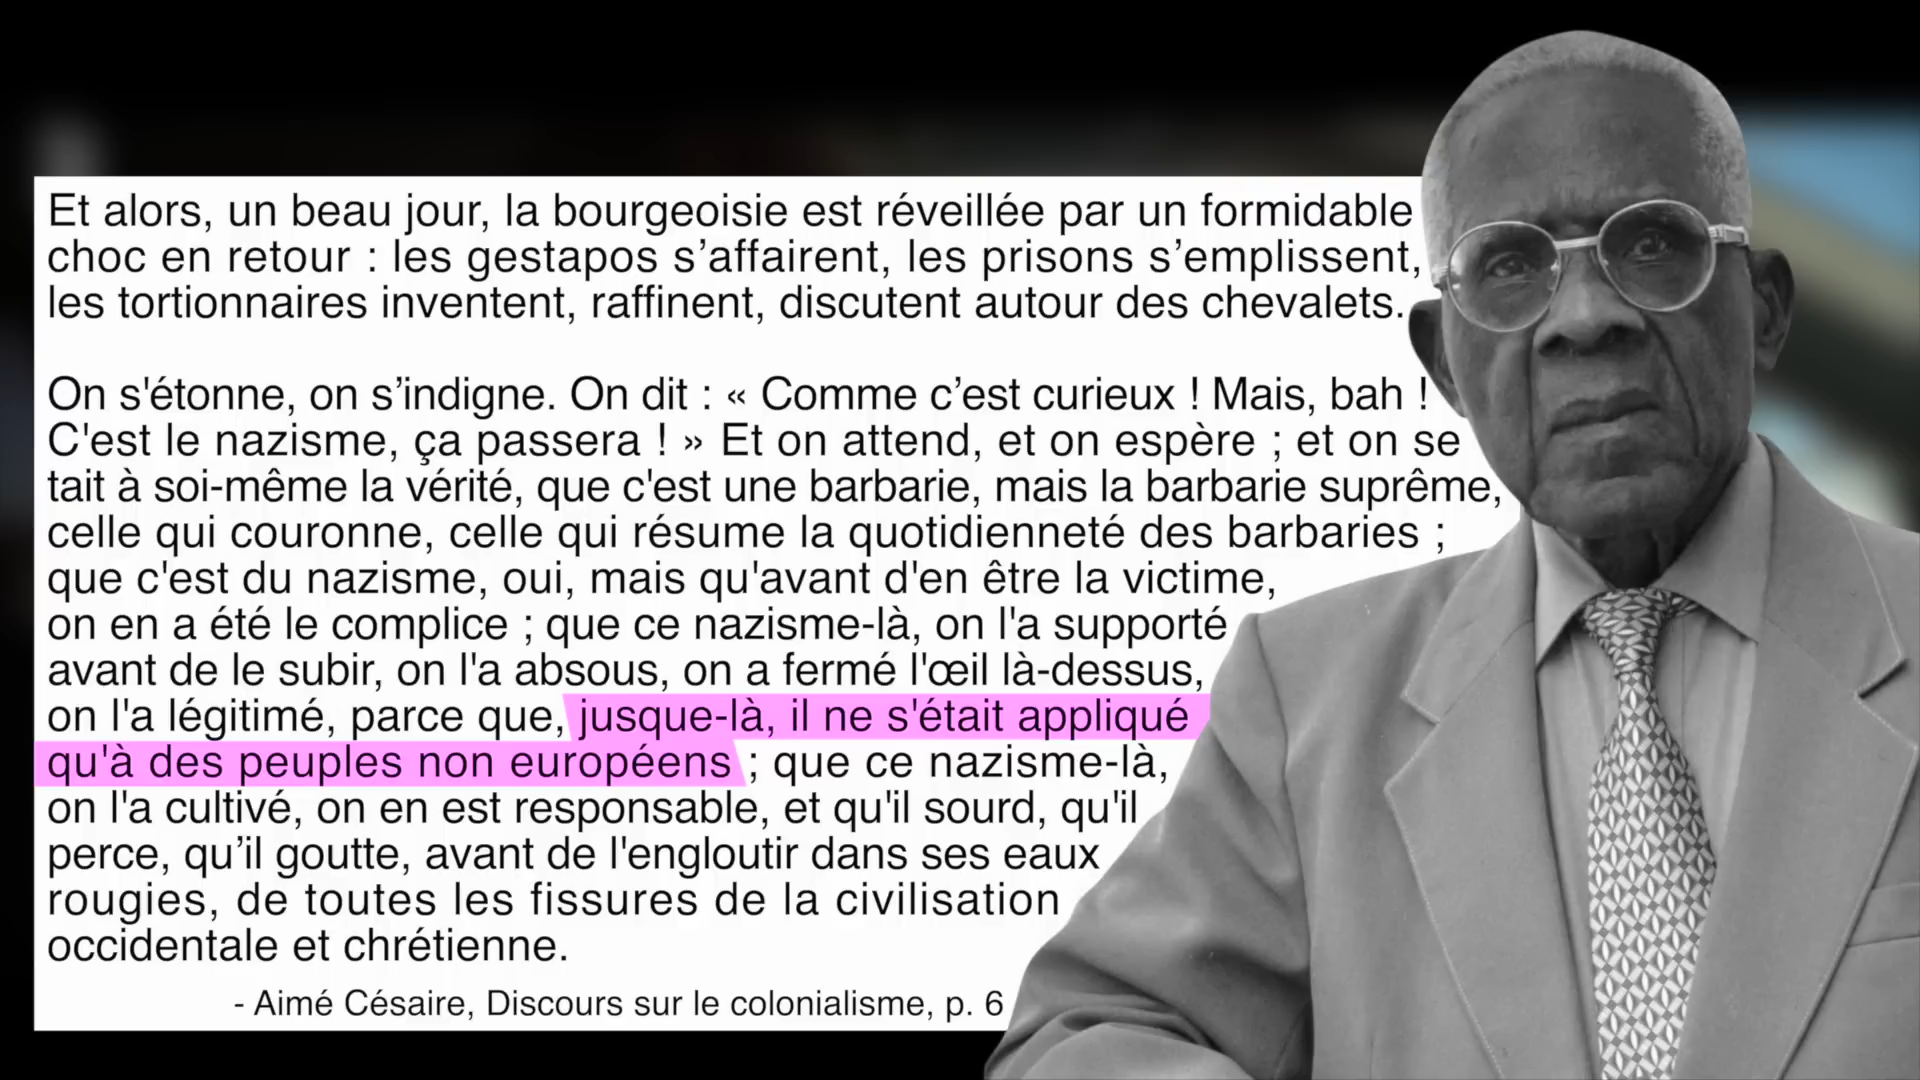 Et alors, un beau jour, la bourgeoisie est réveillée par un formidable
choc en retour : les gestapos s’affairent, les prisons s’emplissent,
les tortionnaires inventent, raffinent, discutent autour des chevalets.
On s'étonne, on s’indigne. On dit : « Comme c’est curieux ! Mais, bah !
C'est le nazisme, ça passera ! » Et on attend, et on espère ; et on se
tait à soi-même la vérité, que c'est une barbarie, mais la barbarie suprême,
celle qui couronne, celle qui résume la quotidienneté des barbaries ;
que c'est du nazisme, oui, mais qu'avant d'en être la victime,
on en a été le complice ; que ce nazisme-là, on l'a supporté
avant de le subir, on l'a absous, on a fermé l'œil là-dessus,
on l'a légitimé, parce que, jusque-là, il ne s'était appliqué
qu'à des peuples non européens ; que ce nazisme-là,
on l'a cultivé, on en est responsable, et qu'il sourd, qu'il
perce, qu’il goutte, avant de l'engloutir dans ses eaux
rougies, de toutes les fissures de la civilisation
occidentale et chrétienne.
- Aimé Césaire, Discours sur le colonialisme, p. 6